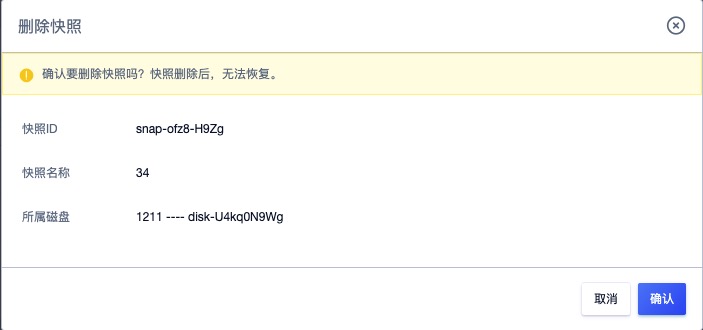 删除快照
确认要删除快照吗？快照删除后，无法恢复。
快照ID snap-ofz8-H9Zg
快照名称 34
所属磁盘 1211 ---- disk-U4kq0N9Wg
取消 确认